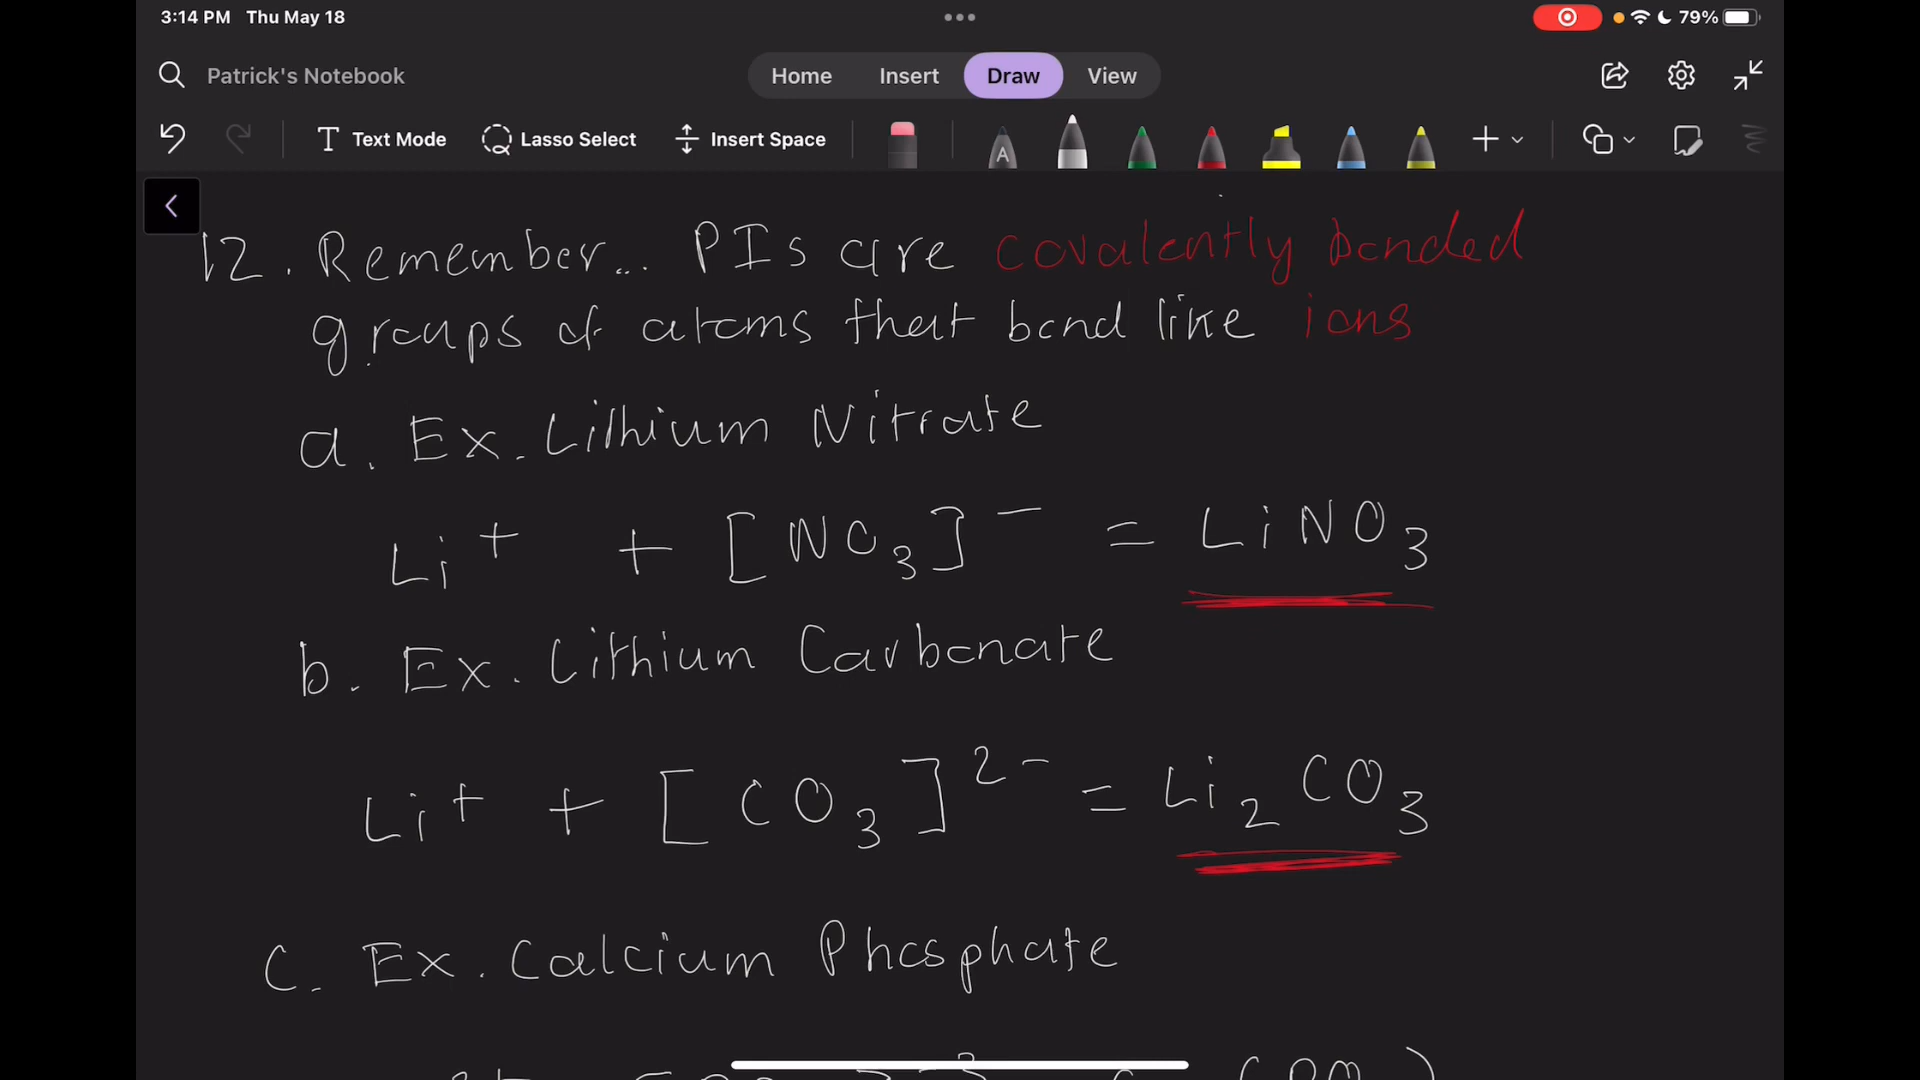 3:14 PM Thu May 18
79%
Patrick's Notebook
Home Insert Draw View
Text Mode Lasso Select Insert Space
A
12. Remember... PIs are covalently bonded
groups of atoms that bond like ions
a. Ex. Lithium Nitrate
Li⁺ + [NO₃]⁻ = LiNO₃
b. Ex. Lithium Carbonate
Li⁺ + [CO₃]²⁻ = Li₂CO₃
C. Ex. Calcium Phosphate